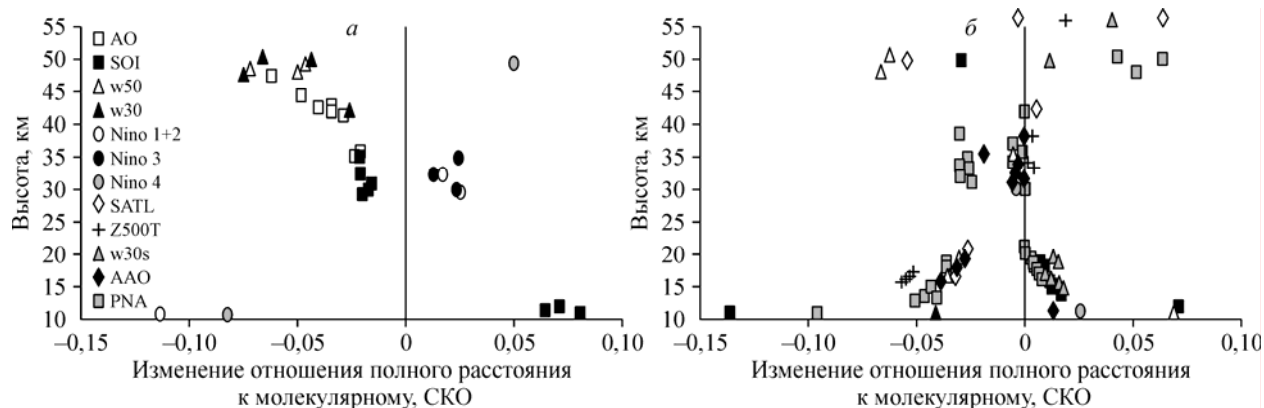 а
Высота, км
55
50
45
40
35
30
25
20
15
10
AO
SOI
w50
w30
Nino 1+2
Nino 3
Nino 4
SATL
Z500T
w30s
AAO
PNA
–0,15 –0,10 –0,05 0 0,05 0,10
Изменение отношения полного расстояния
к молекулярному, СКО
б
Высота, км
55
50
45
40
35
30
25
20
15
10
–0,15 –0,10 –0,05 0 0,05 0,10
Изменение отношения полного расстояния
к молекулярному, СКО